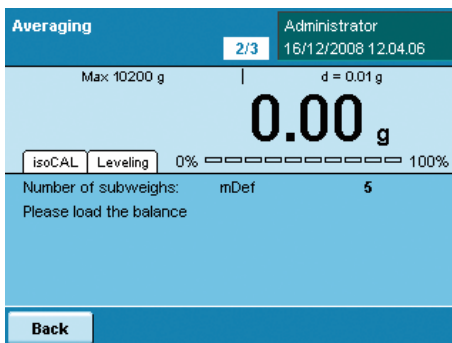 Averaging Administrator
2/3 16/12/2008 12.04.06
Max 10200 g d = 0.01 g
0.00 g
isoCAL Leveling 0% 100%
Number of subweighs: mDef 5
Please load the balance
Back